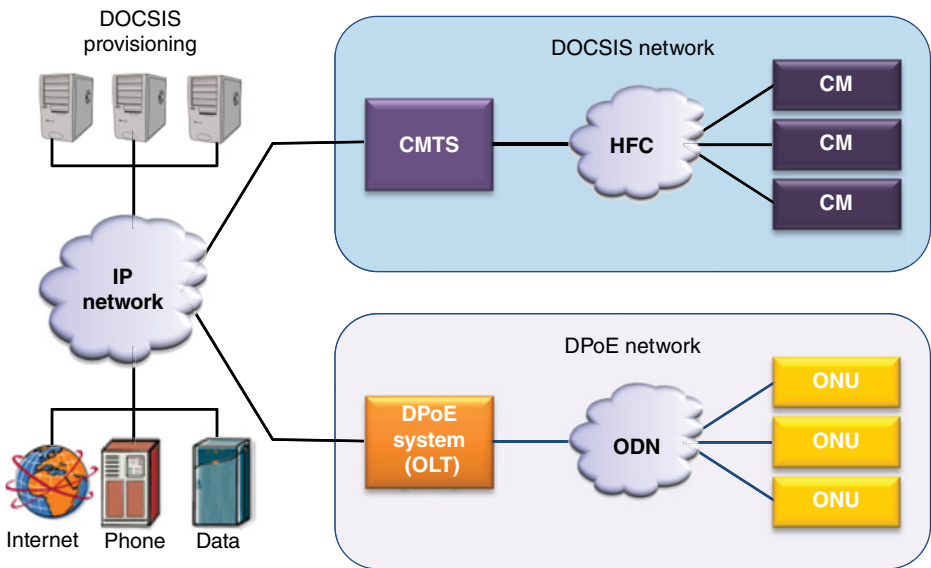 DOCSIS
provisioning
DOCSIS network
CMTS
HFC
CM
CM
CM
IP
network
DPoE network
DPoE
system
(OLT)
ODN
ONU
ONU
ONU
Internet
Phone
Data